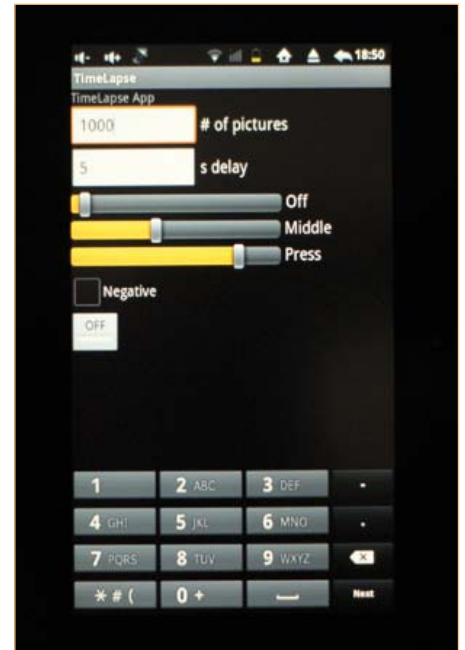 18:50
TimeLapse
TimeLapse App
1000 # of pictures
5 s delay
Off
Middle
Press
Negative
OFF
1 2 ABC 3 DEF -
4 GHI 5 JKL 6 MNO .
7 PQRS 8 TUV 9 WXYZ
* # ( 0 + Next